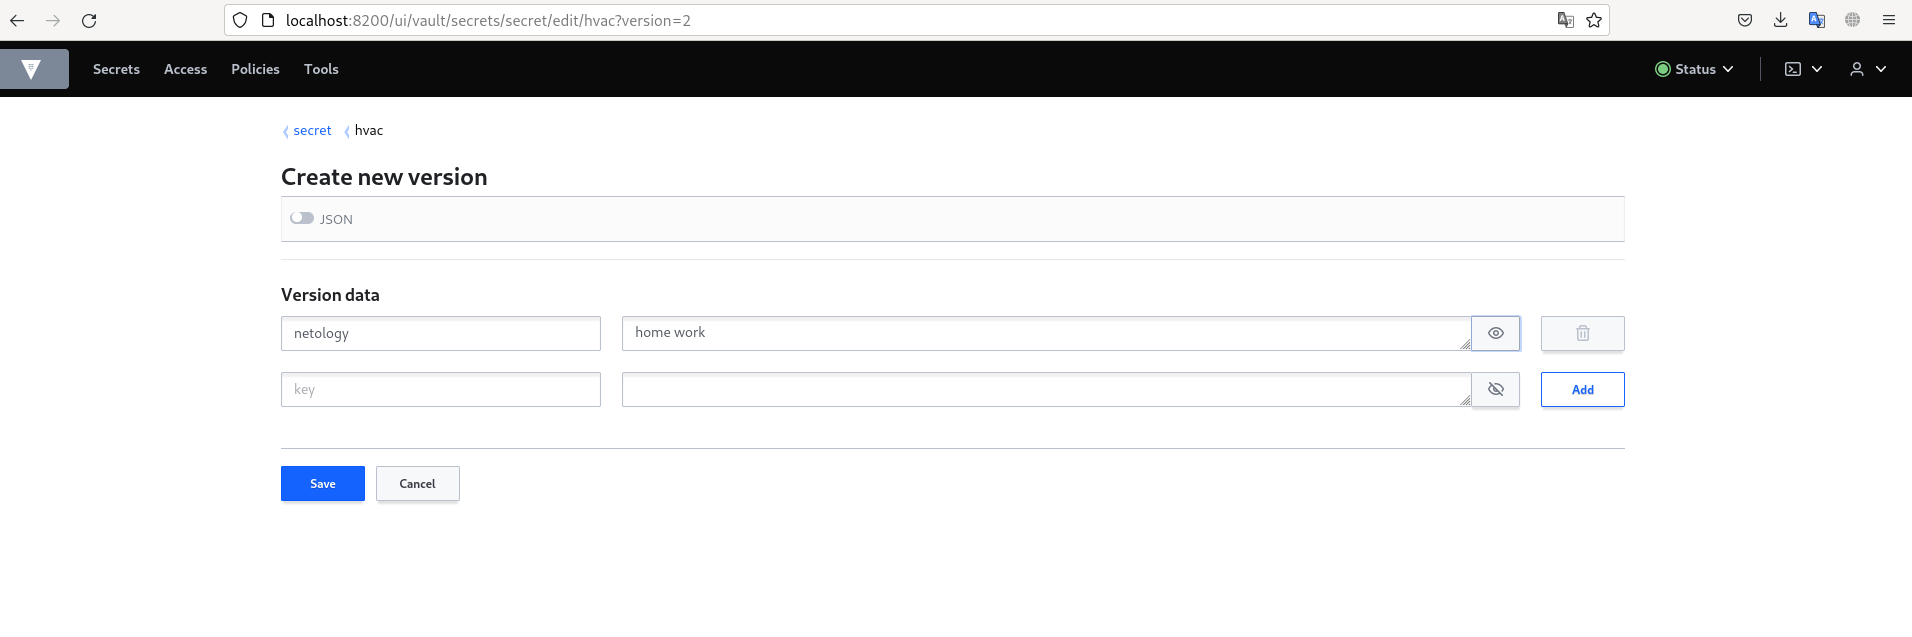 localhost:8200/ui/vault/secrets/secret/edit/hvac?version=2
Secrets Access Policies Tools Status
secret hvac
Create new version
JSON
Version data
netology home work
key Add
Save Cancel